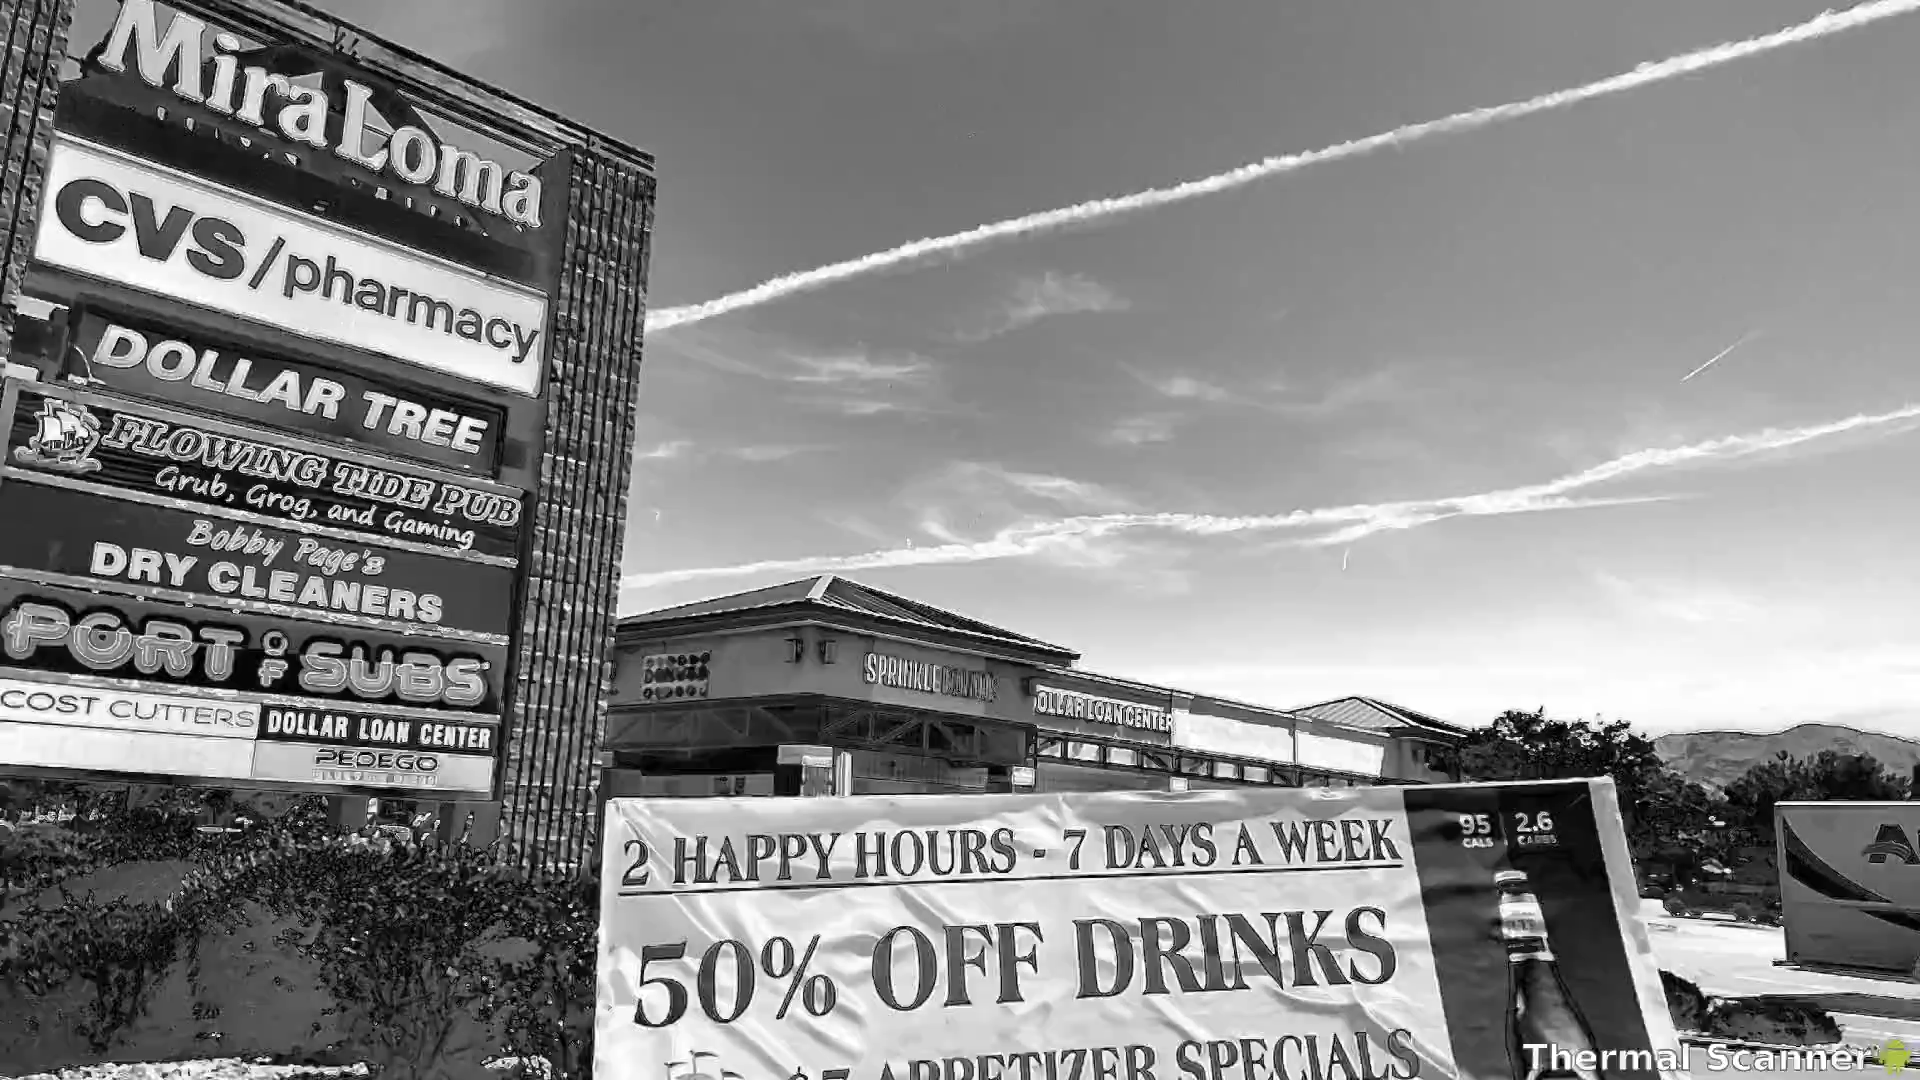 MiraLoma
CVS/pharmacy
DOLLAR TREE
FLOWING TIDE PUB
Grub, Grog, and Gaming
Bobby Page's
DRY CLEANERS
PORT OF SUBS
COST CUTTERS
DOLLAR LOAN CENTER
PEDEGO
SPRINKLE
OLLAR LOAN CENTER
2 HAPPY HOURS - 7 DAYS A WEEK
50% OFF DRINKS
$7 APPETIZER SPECIALS
95 CALS
2.6 CARBS
Thermal Scanner